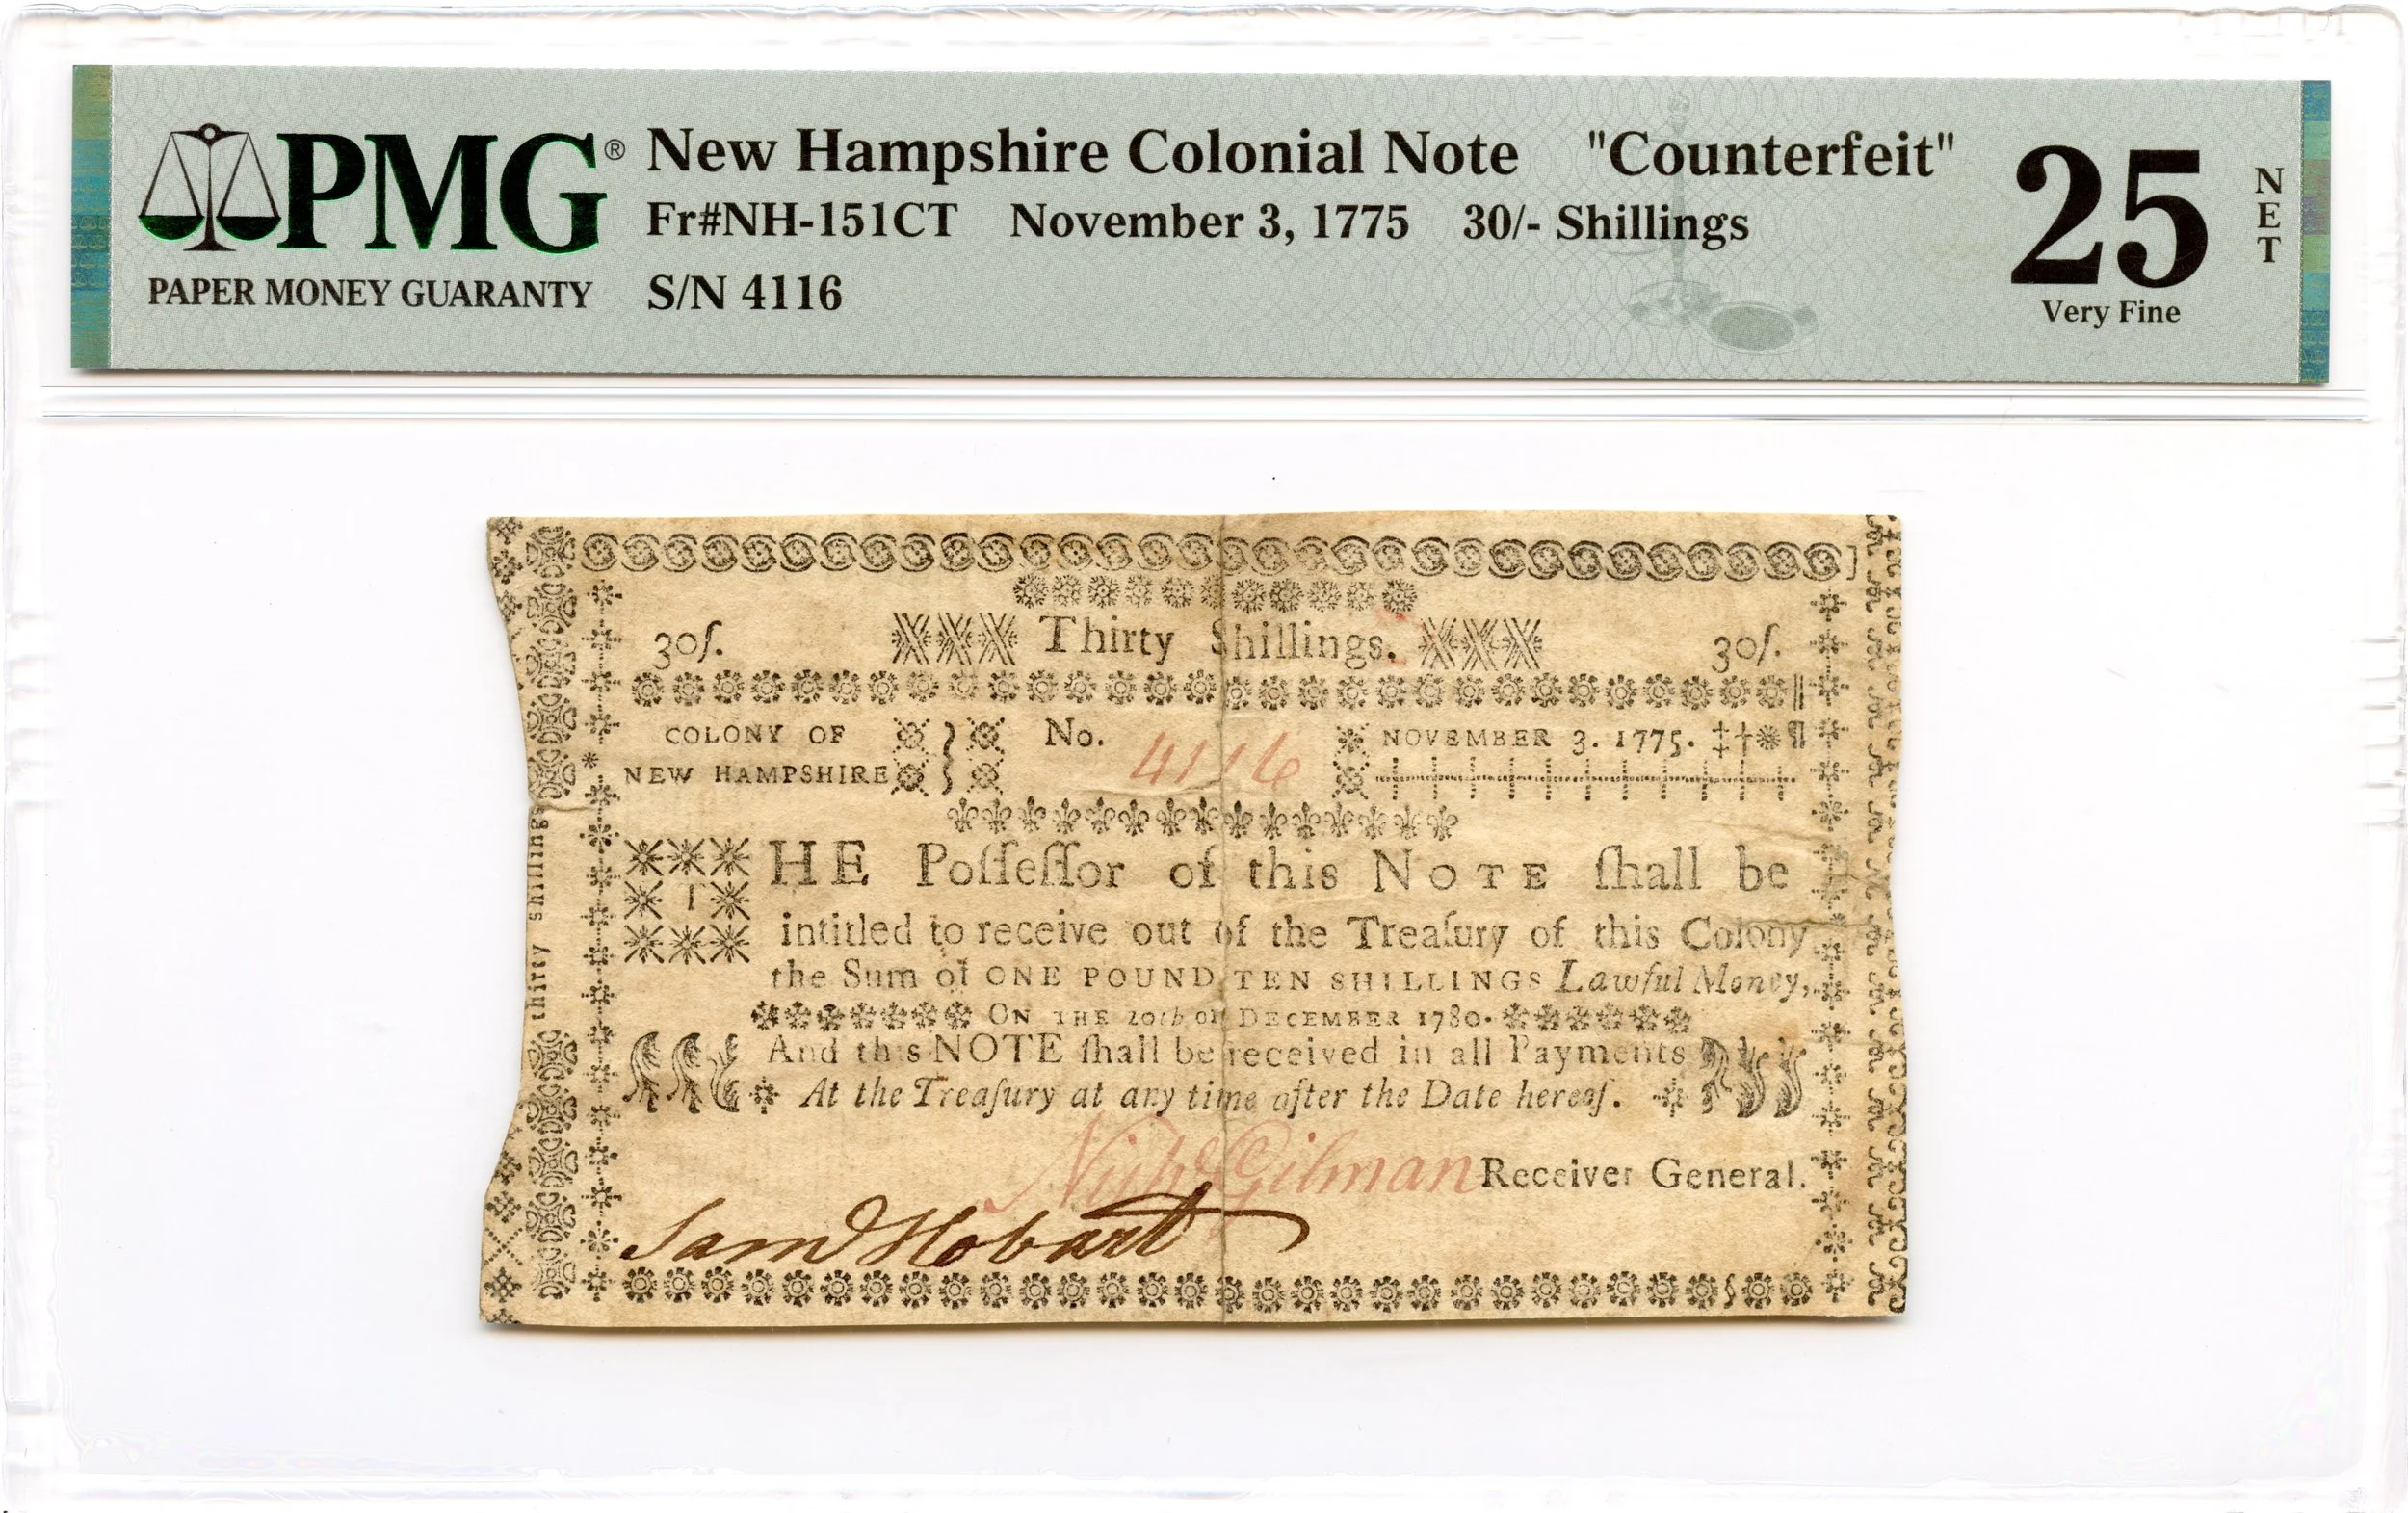 PMG® New Hampshire Colonial Note "Counterfeit" 25 NET
Fr#NH-151CT November 3, 1775 30/- Shillings
PAPER MONEY GUARANTY S/N 4116 Very Fine
30ſ. Thirty Shillings. 30ſ.
COLONY OF No. 4116 NOVEMBER 3. 1775. ‡†※¶
NEW HAMPSHIRE
thirty shillings
THE Poſſeſſor of this NOTE ſhall be
intitled to receive out of the Treaſury of this Colony
the Sum of ONE POUND TEN SHILLINGS Lawful Money,
ON THE 20th OF DECEMBER 1780.
And this NOTE ſhall be received in all Payments
At the Treaſury at any time after the Date hereof.
Nichs Gilman Receiver General.
Saml Hobart